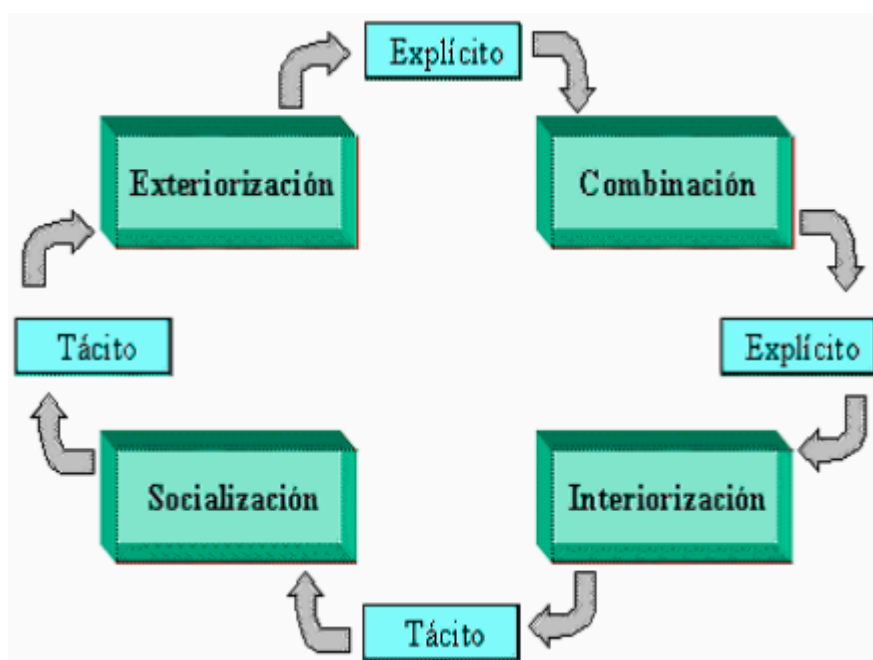 Explícito
Exteriorización
Combinación
Tácito
Explícito
Socialización
Interiorización
Tácito